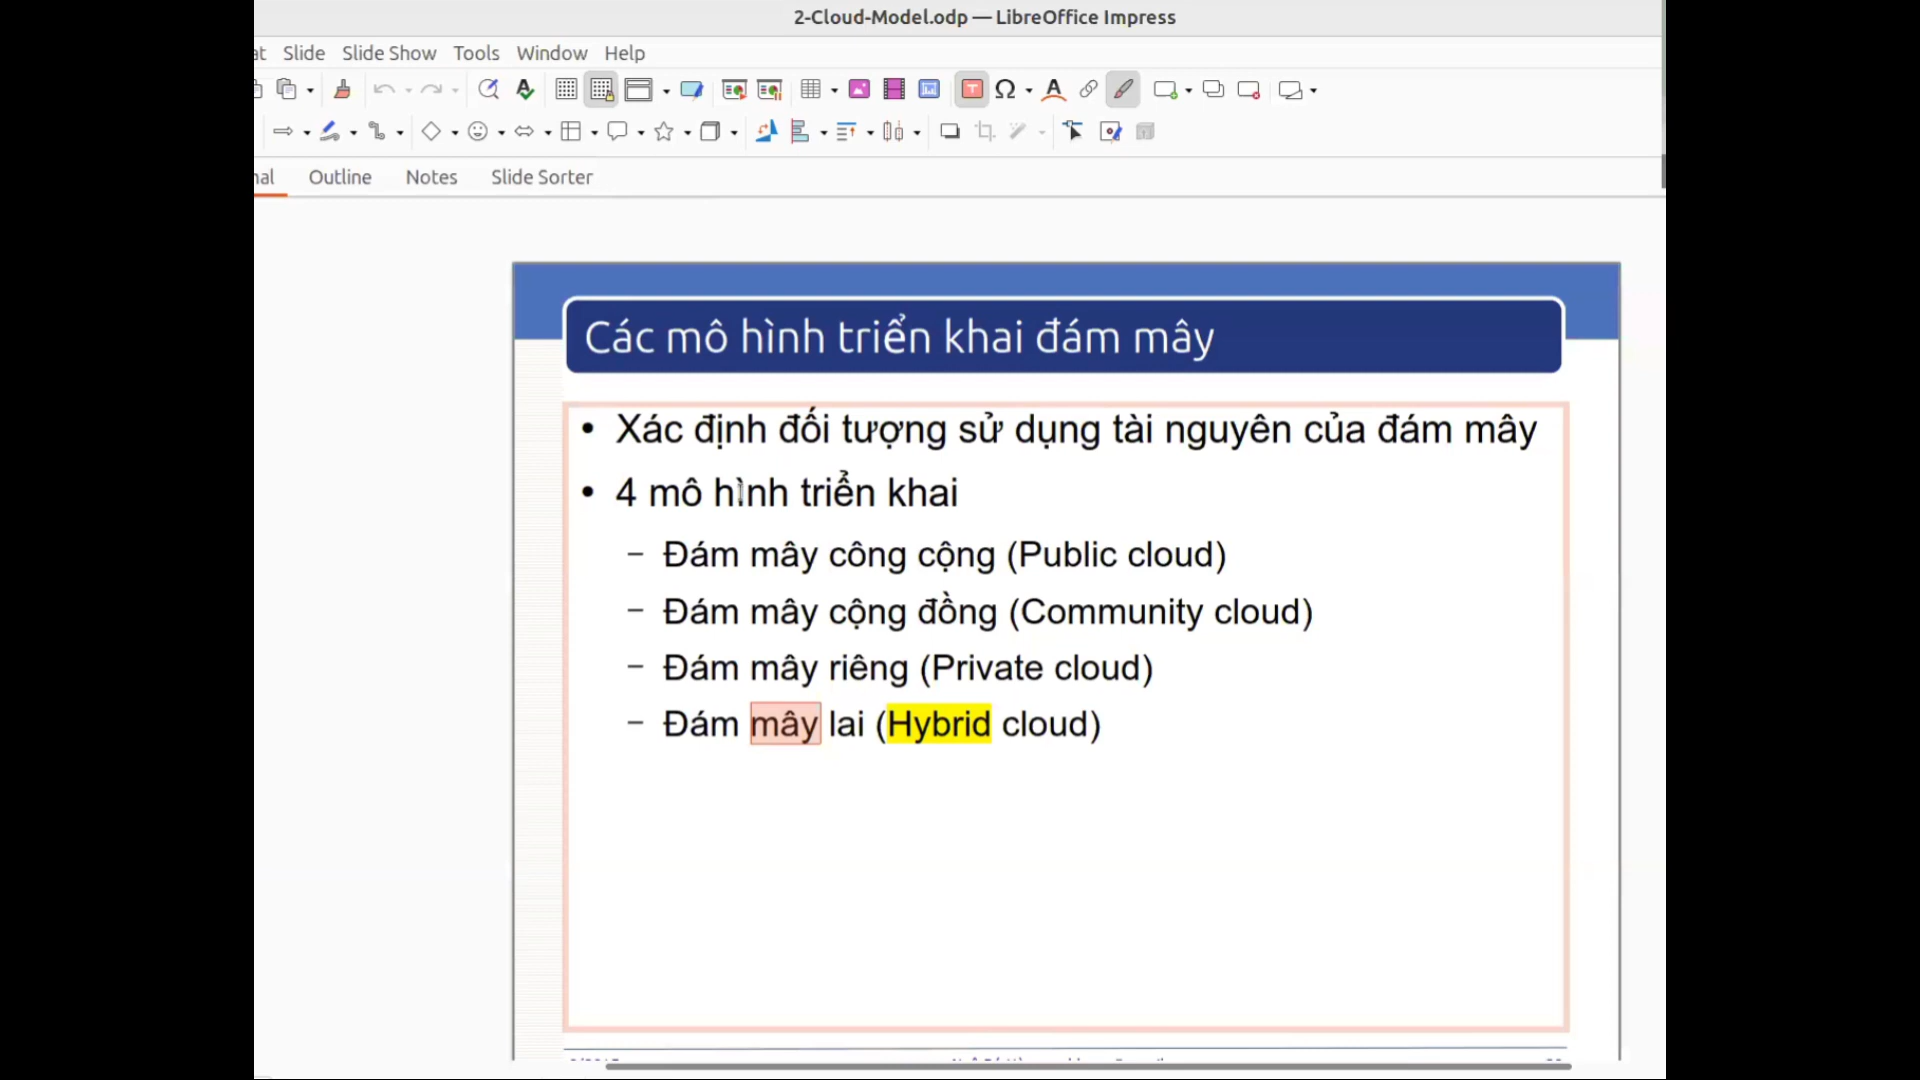 2-Cloud-Model.odp — LibreOffice Impress
Slide Slide Show Tools Window Help
Outline Notes Slide Sorter
Các mô hình triển khai đám mây
• Xác định đối tượng sử dụng tài nguyên của đám mây
• 4 mô hình triển khai
– Đám mây công cộng (Public cloud)
– Đám mây cộng đồng (Community cloud)
– Đám mây riêng (Private cloud)
– Đám mây lai (Hybrid cloud)